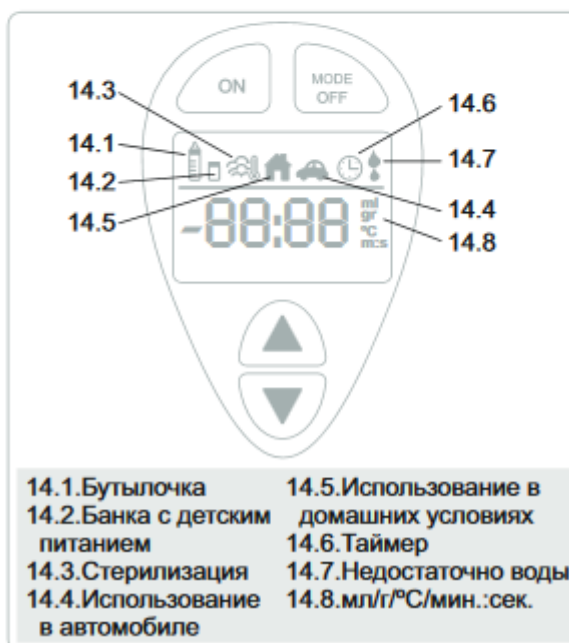 ON
MODE
OFF
14.3
14.6
14.1
14.7
14.2
14.5
14.4
-88:88
ml
gr
ºC
m:s
14.8
14.1.Бутылочка
14.2.Банка с детским
питанием
14.3.Стерилизация
14.4.Использование
в автомобиле
14.5.Использование в
домашних условиях
14.6.Таймер
14.7.Недостаточно воды
14.8.мл/г/ºС/мин.:сек.